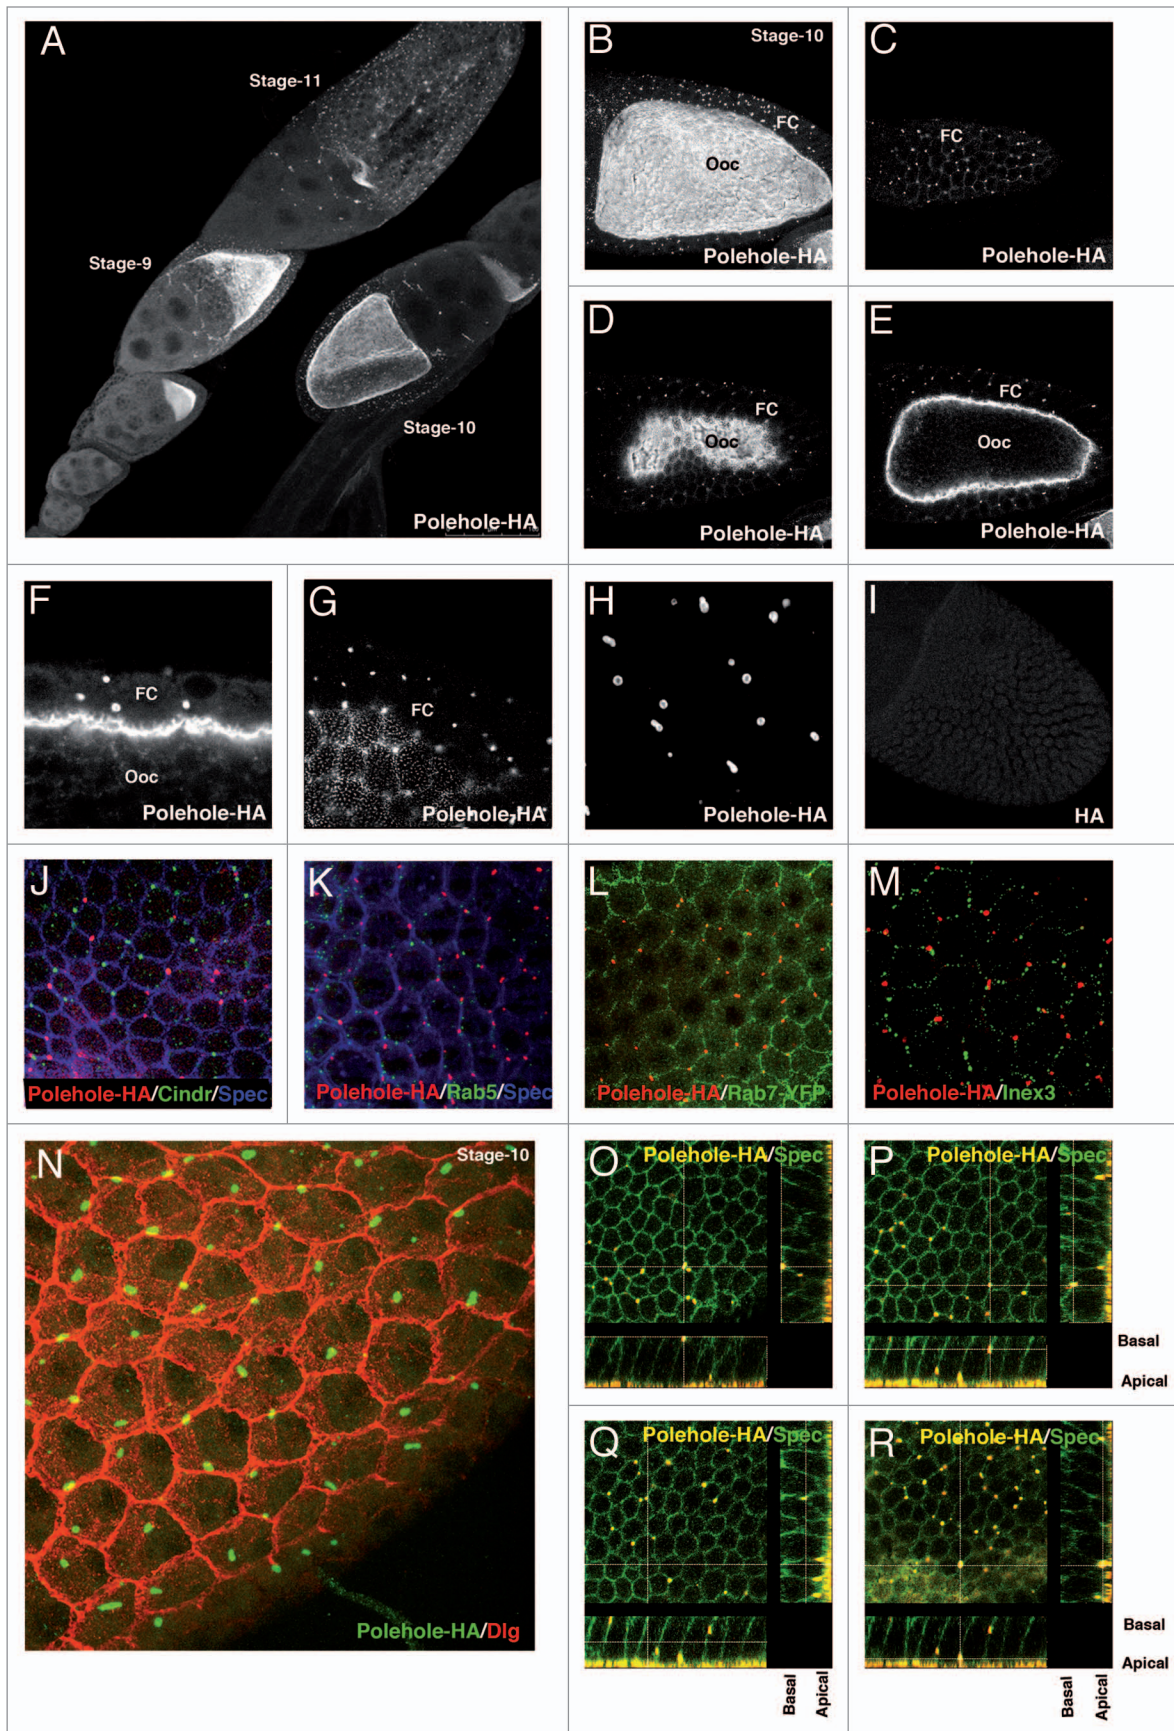 A
Stage-11
Stage-9
Stage-10
Polehole-HA
B
Stage-10
FC
Ooc
Polehole-HA
C
FC
Polehole-HA
D
FC
Ooc
Polehole-HA
E
FC
Ooc
Polehole-HA
F
FC
Ooc
Polehole-HA
G
FC
Polehole-HA
H
Polehole-HA
I
HA
J
Polehole-HA/Cindr/Spec
K
Polehole-HA/Rab5/Spec
L
Polehole-HA/Rab7-YFP
M
Polehole-HA/Inex3
N
Stage-10
Polehole-HA/Dlg
O
Polehole-HA/Spec
P
Polehole-HA/Spec
Basal
Apical
Q
Polehole-HA/Spec
Basal
Apical
R
Polehole-HA/Spec
Basal
Apical
Basal
Apical